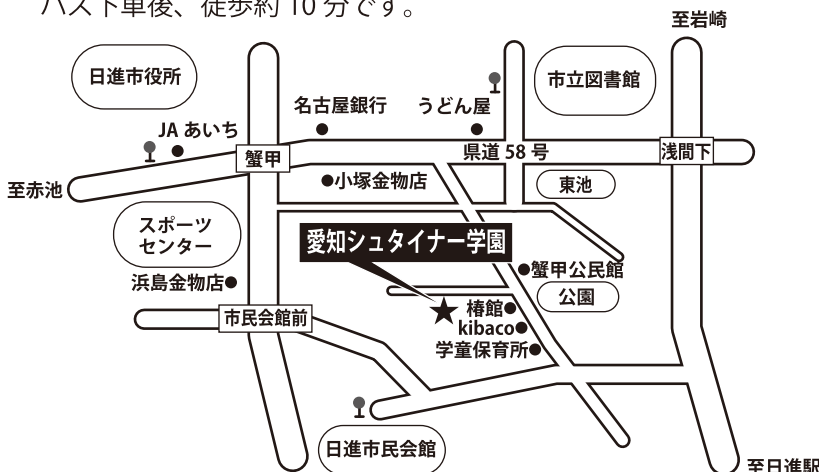 バス下車後、徒歩約 10 分です。
至岩崎
日進市役所
市立図書館
名古屋銀行
うどん屋
JA あいち
蟹甲
県道 58 号
浅間下
至赤池
小塚金物店
東池
スポーツ
センター
愛知シュタイナー学園
蟹甲公民館
浜島金物店
公園
椿館
市民会館前
kibaco
学童保育所
日進市民会館
至日進駅